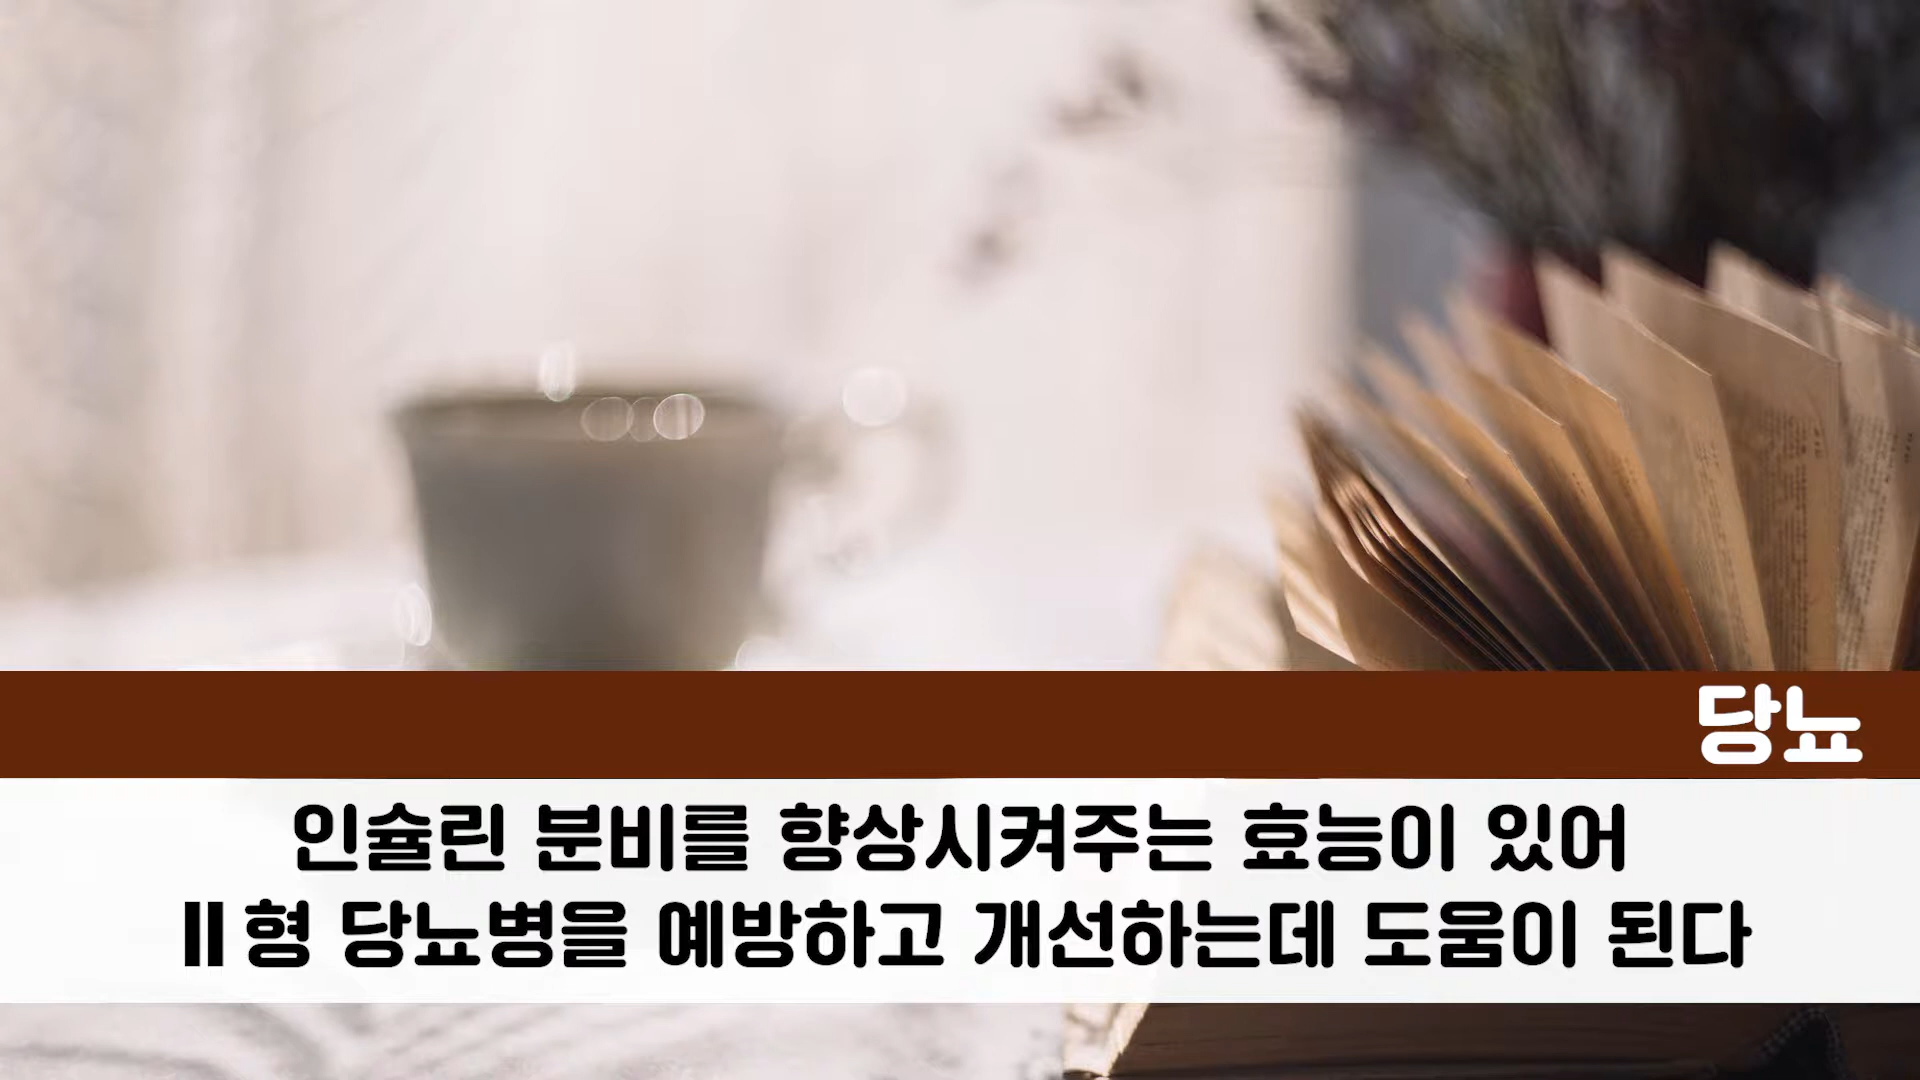 당뇨
인슐린 분비를 향상시켜주는 효능이 있어
Ⅱ형 당뇨병을 예방하고 개선하는데 도움이 된다